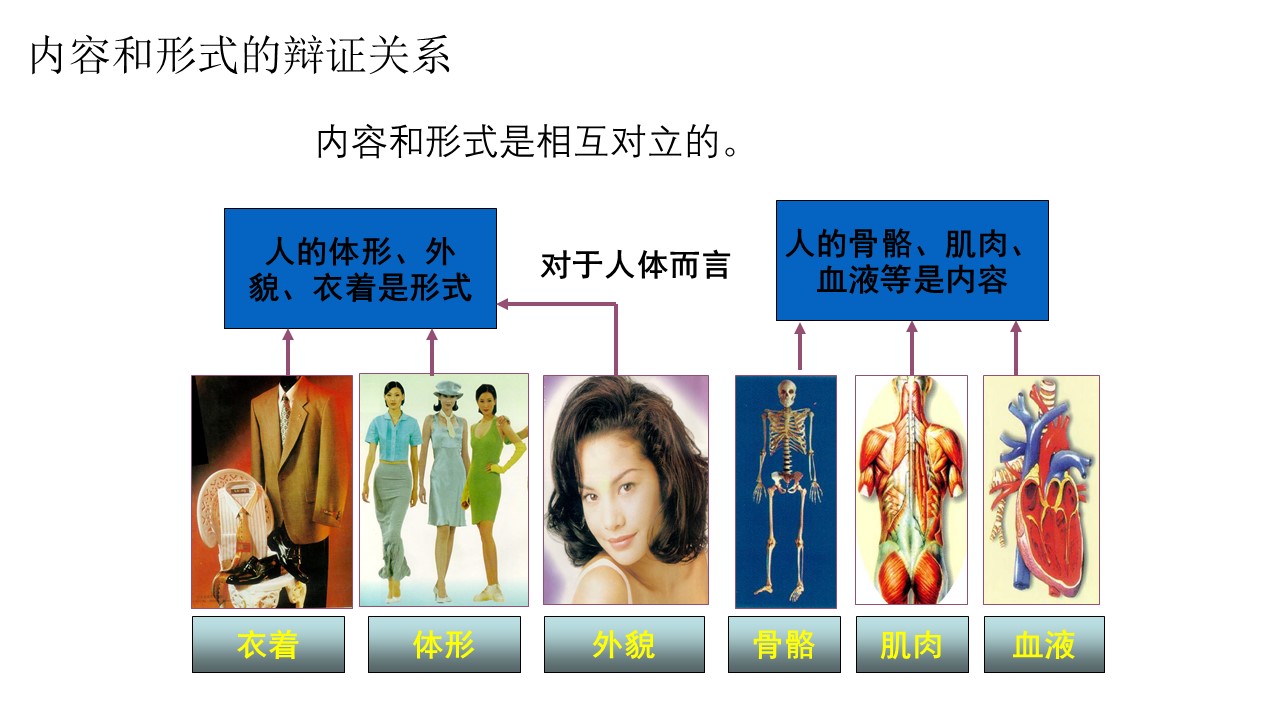 内容和形式的辩证关系
内容和形式是相互对立的。
人的体形、外
貌、衣着是形式
对于人体而言
人的骨骼、肌肉、
血液等是内容
衣着
体形
外貌
骨骼
肌肉
血液